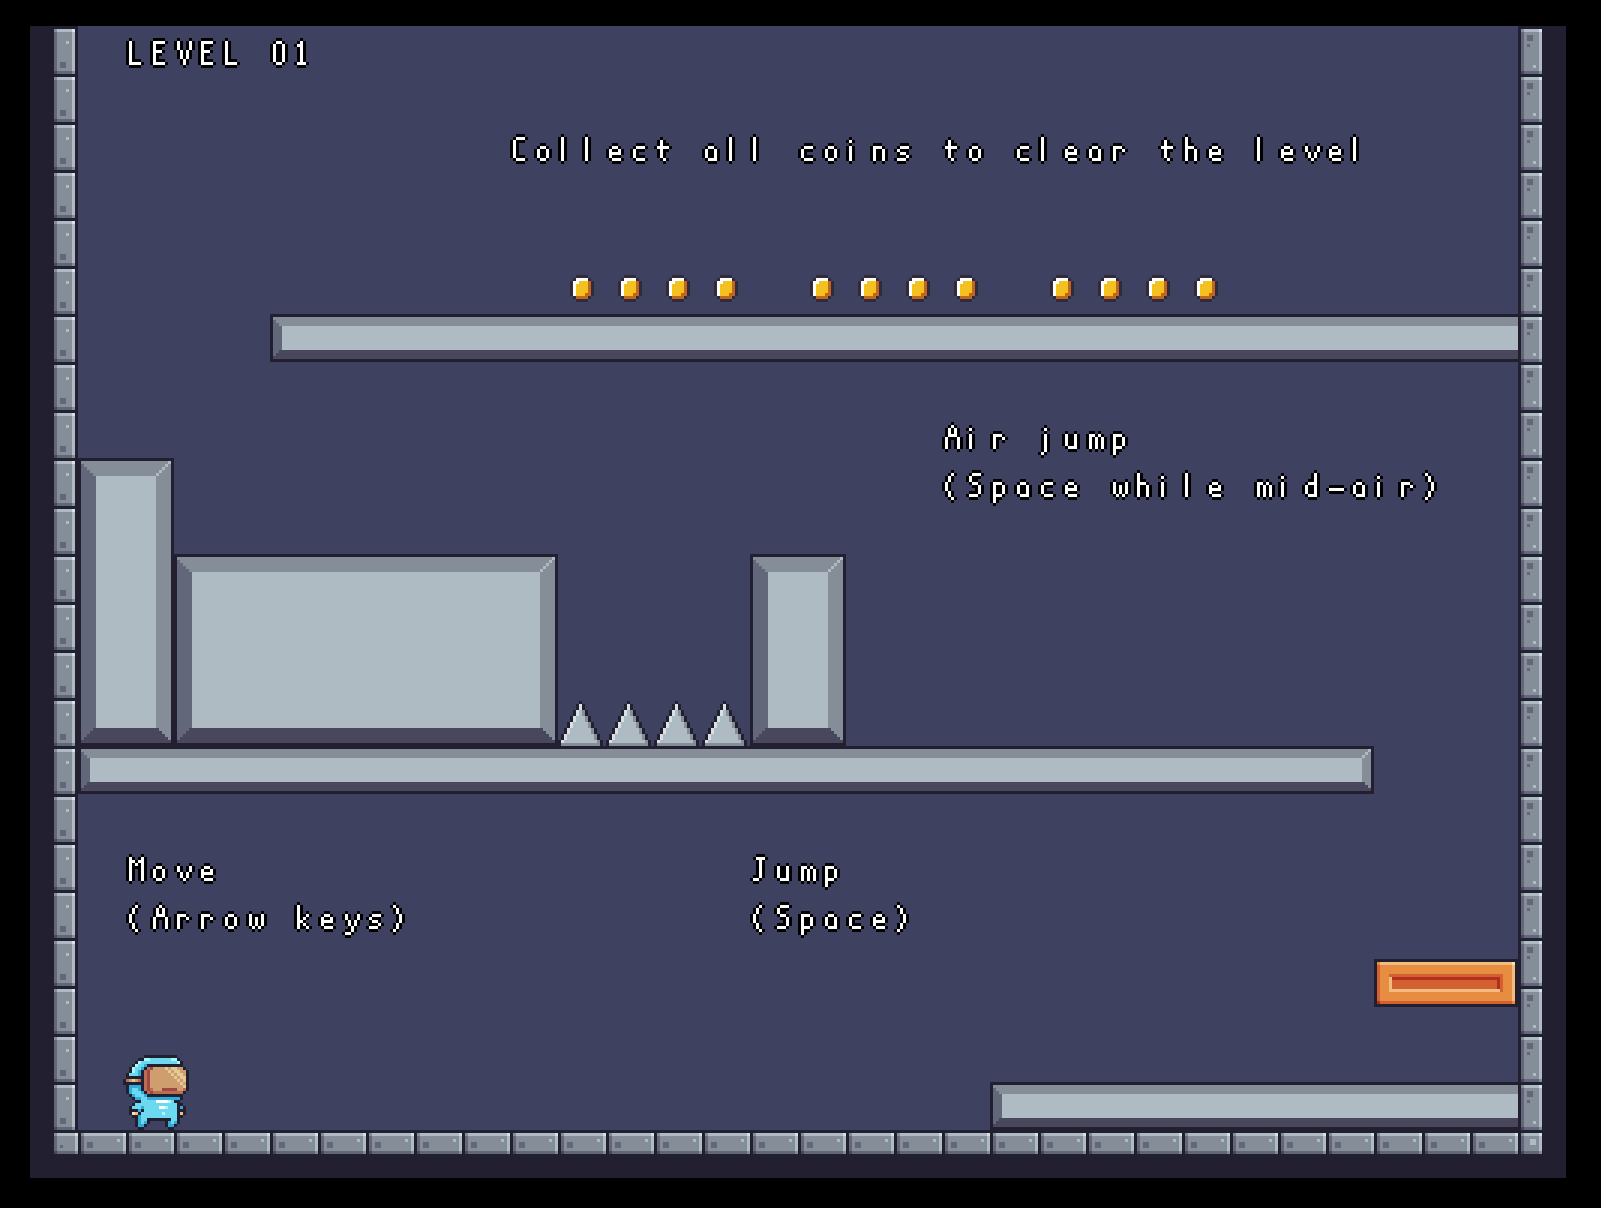 LEVEL 01
Collect all coins to clear the level
Air jump
(Space while mid-air)
Move
(Arrow keys)
Jump
(Space)